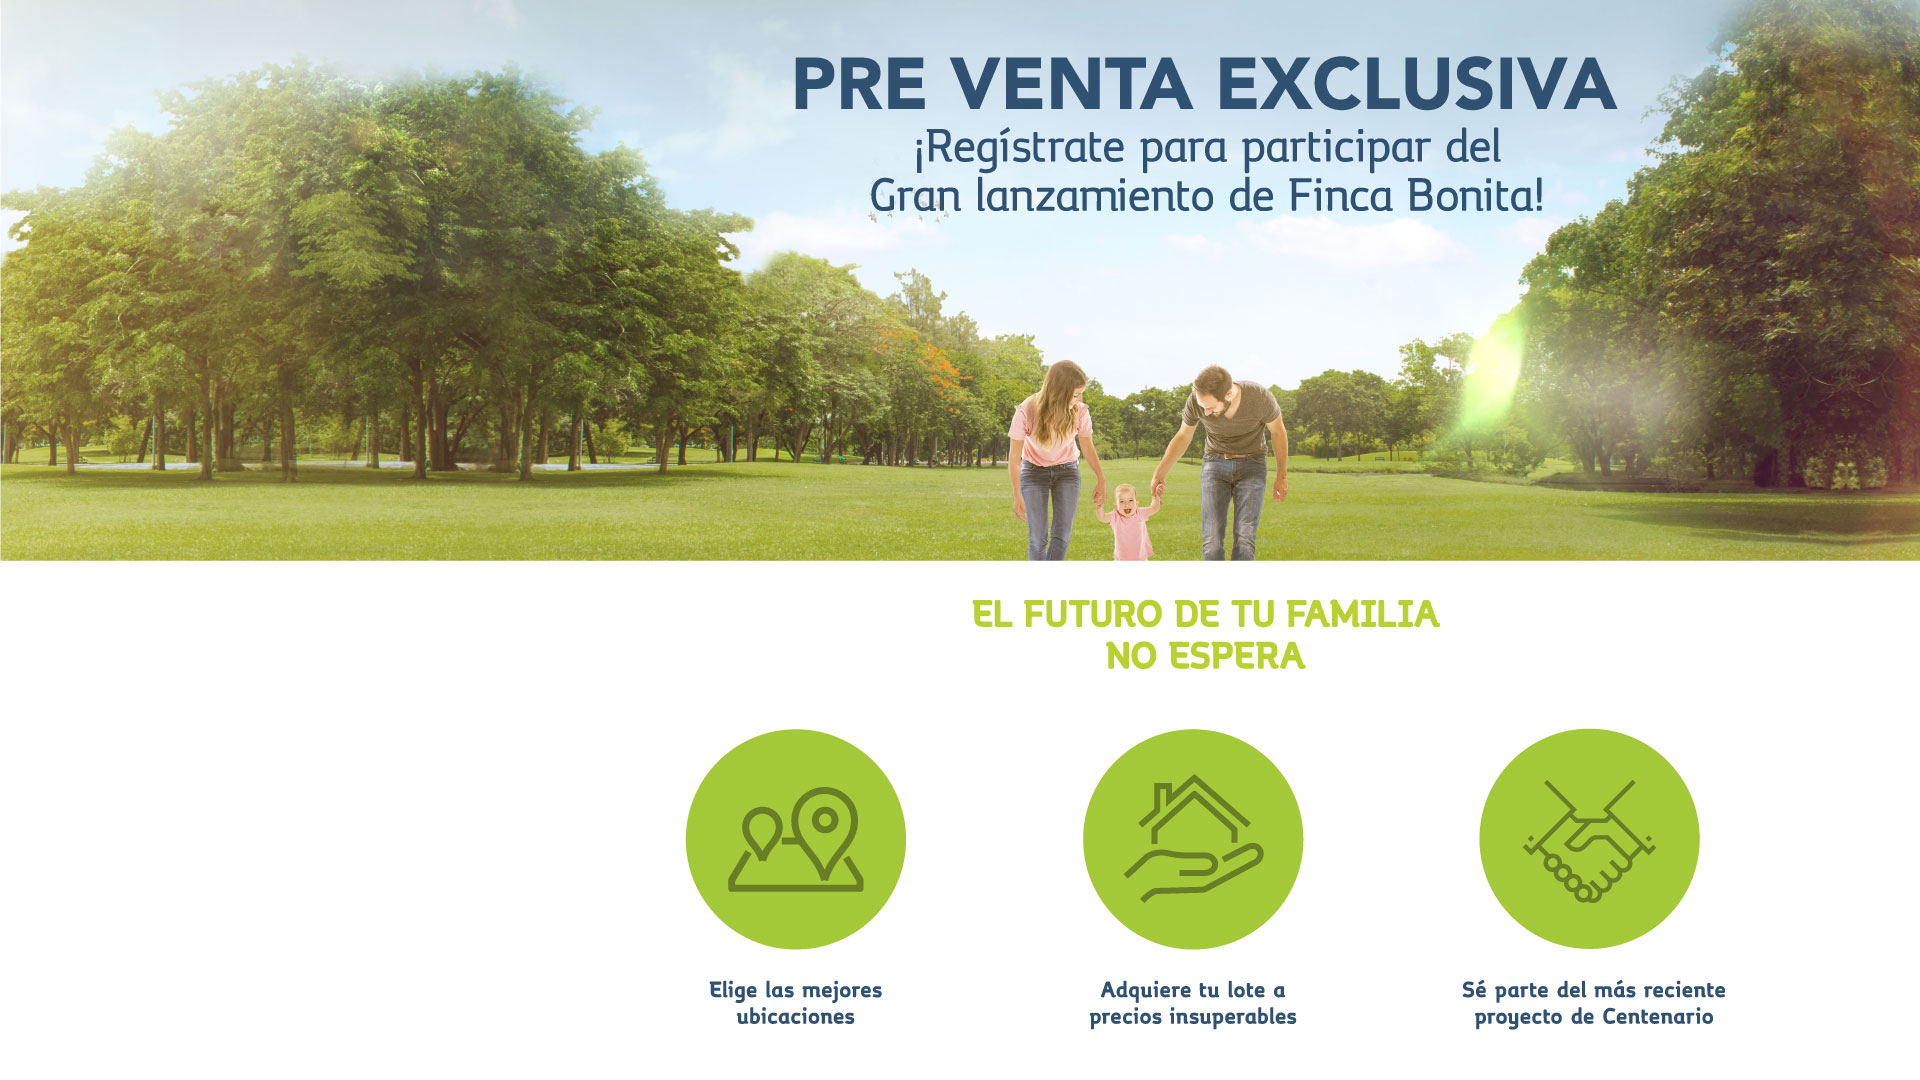 PRE VENTA EXCLUSIVA
¡Regístrate para participar del
Gran lanzamiento de Finca Bonita!
EL FUTURO DE TU FAMILIA
NO ESPERA
Elige las mejores
ubicaciones
Adquiere tu lote a
precios insuperables
Sé parte del más reciente
proyecto de Centenario